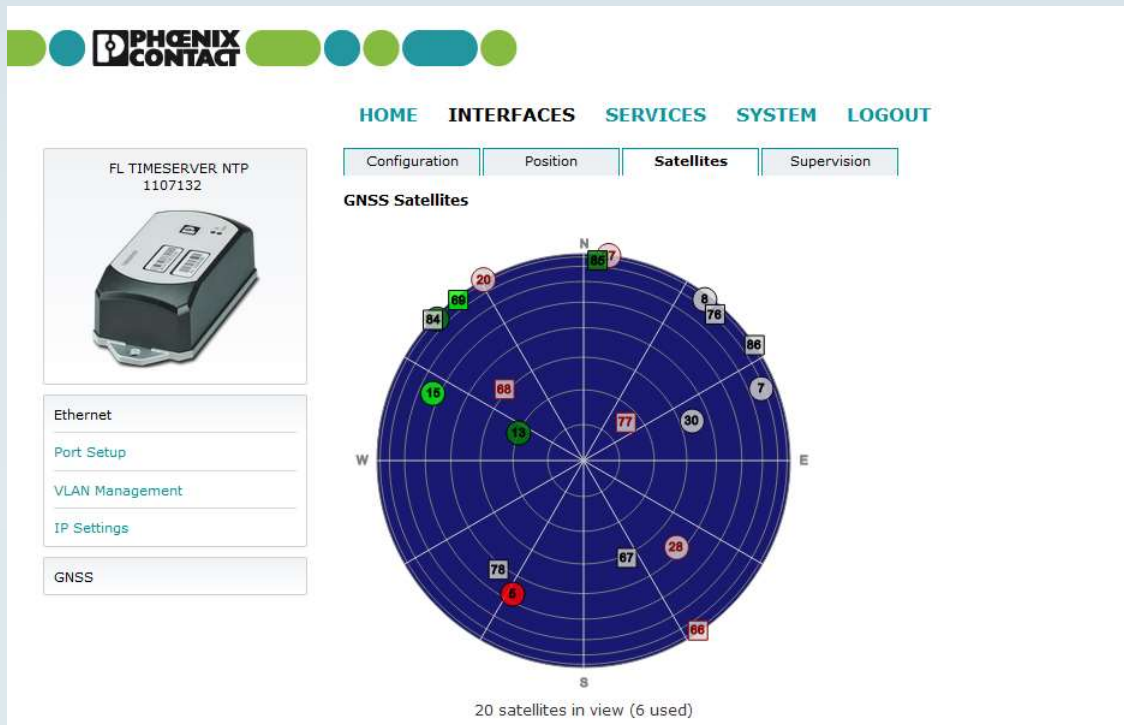 PHŒNIX
CONTACT
HOME INTERFACES SERVICES SYSTEM LOGOUT
FL TIMESERVER NTP
1107132
Configuration Position Satellites Supervision
GNSS Satellites
Ethernet
Port Setup
VLAN Management
IP Settings
GNSS
N
85
20
69
8
84
76
86
15
68
7
77
30
13
W
E
67
28
78
5
66
S
20 satellites in view (6 used)